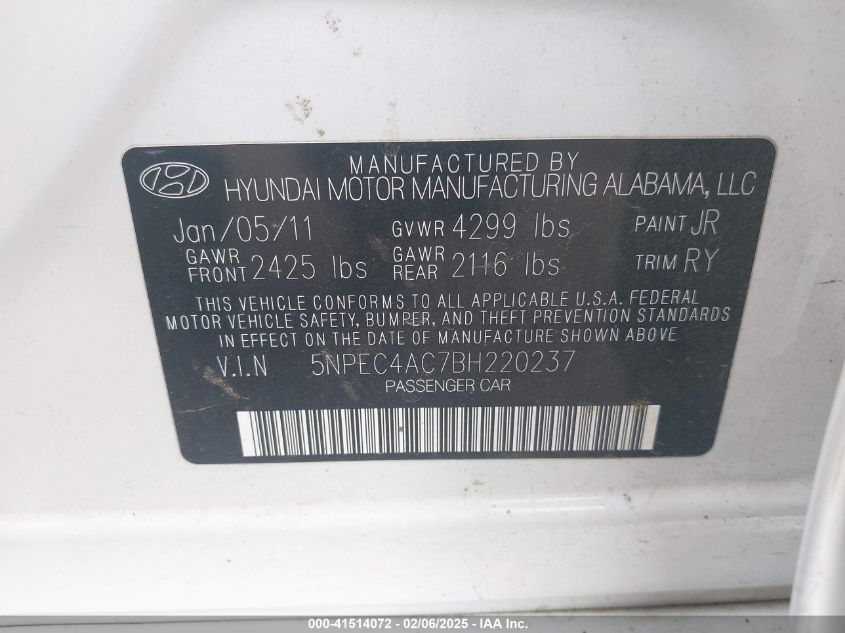 MANUFACTURED BY
HYUNDAI MOTOR MANUFACTURING ALABAMA, LLC
Jan/05/11 GVWR 4299 lbs PAINT JR
GAWR FRONT 2425 lbs GAWR REAR 2116 lbs TRIM RY
THIS VEHICLE CONFORMS TO ALL APPLICABLE U.S.A. FEDERAL
MOTOR VEHICLE SAFETY, BUMPER, AND THEFT PREVENTION STANDARDS
IN EFFECT ON THE DATE OF MANUFACTURE SHOWN ABOVE.
V.I.N 5NPEC4AC7BH220237
PASSENGER CAR
000-41514072 - 02/06/2025 - IAA Inc.